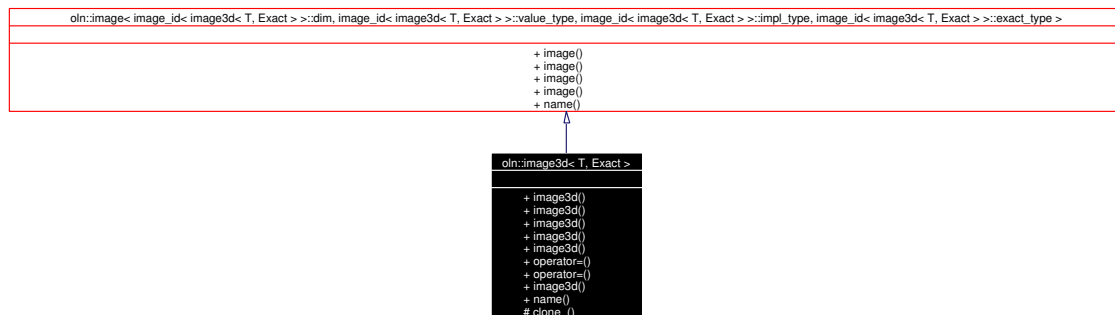 oln::image< image_id< image3d< T, Exact > >::dim, image_id< image3d< T, Exact > >::value_type, image_id< image3d< T, Exact > >::impl_type, image_id< image3d< T, Exact > >::exact_type >
+ image()
+ image()
+ image()
+ image()
+ name()
oln::image3d< T, Exact >
+ image3d()
+ image3d()
+ image3d()
+ image3d()
+ image3d()
+ operator=()
+ operator=()
+ image3d()
+ name()
# clone_()